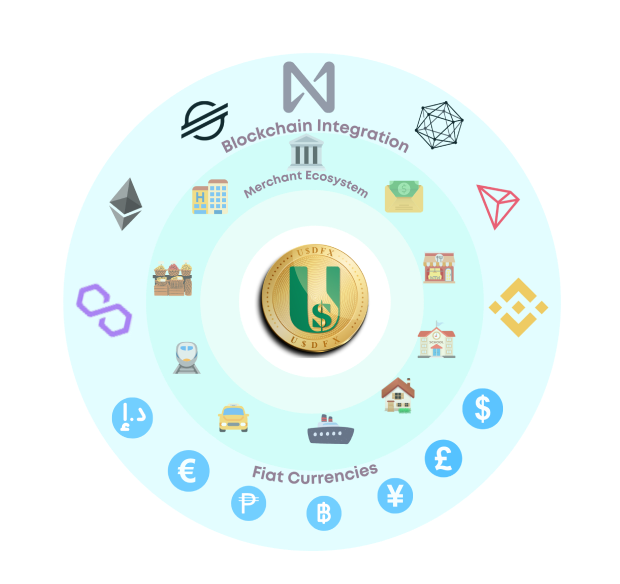 Blockchain Integration
Merchant Ecosystem
H
$
USDFX
U$
USDFX
د.إ
€
₱
฿
¥
£
$
Fiat Currencies